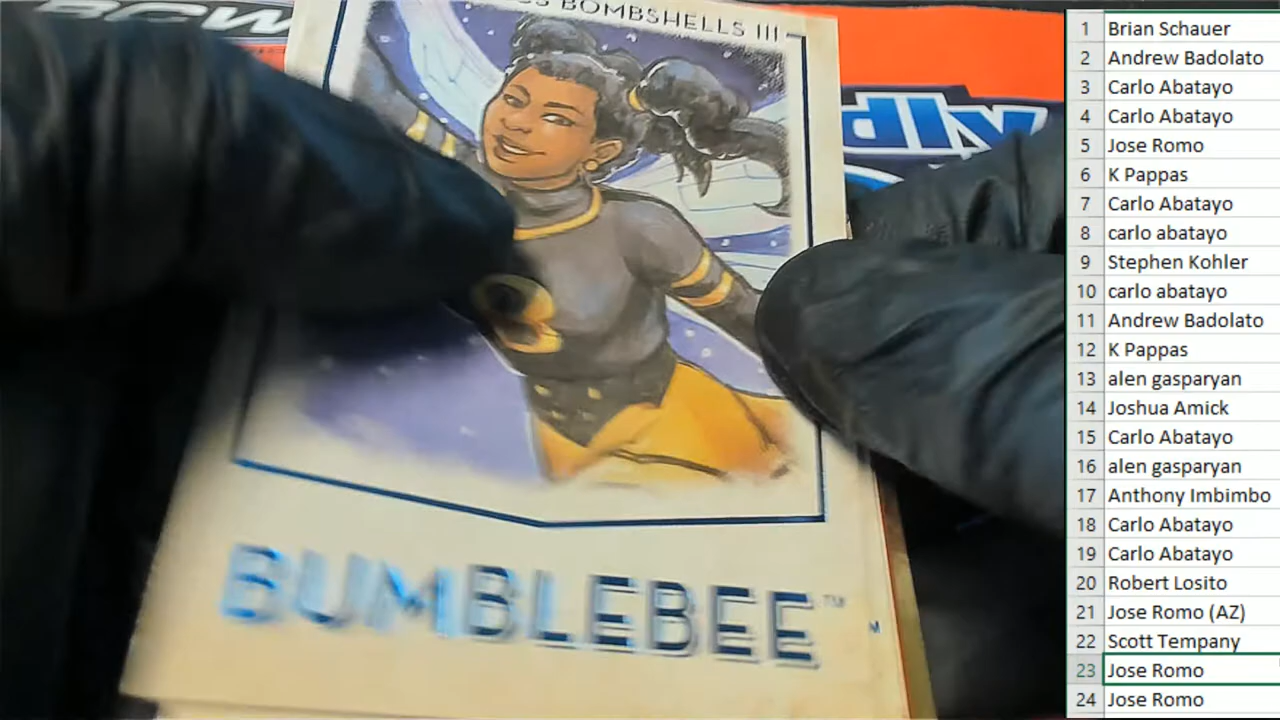 BCW
BOMBSHELLS III
dly
BUMBLEBEE™
1 Brian Schauer
2 Andrew Badolato
3 Carlo Abatayo
4 Carlo Abatayo
5 Jose Romo
6 K Pappas
7 Carlo Abatayo
8 carlo abatayo
9 Stephen Kohler
10 carlo abatayo
11 Andrew Badolato
12 K Pappas
13 alen gasparyan
14 Joshua Amick
15 Carlo Abatayo
16 alen gasparyan
17 Anthony Imbimbo
18 Carlo Abatayo
19 Carlo Abatayo
20 Robert Losito
21 Jose Romo (AZ)
22 Scott Tempany
23 Jose Romo
24 Jose Romo